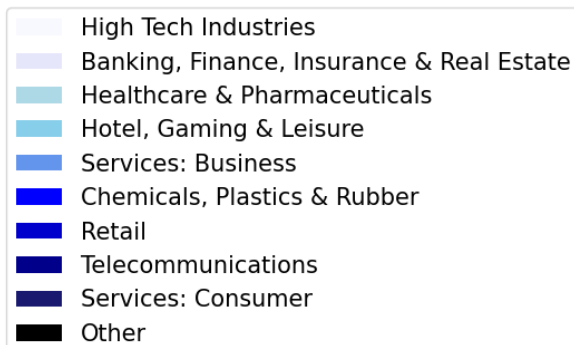 High Tech Industries
Banking, Finance, Insurance & Real Estate
Healthcare & Pharmaceuticals
Hotel, Gaming & Leisure
Services: Business
Chemicals, Plastics & Rubber
Retail
Telecommunications
Services: Consumer
Other